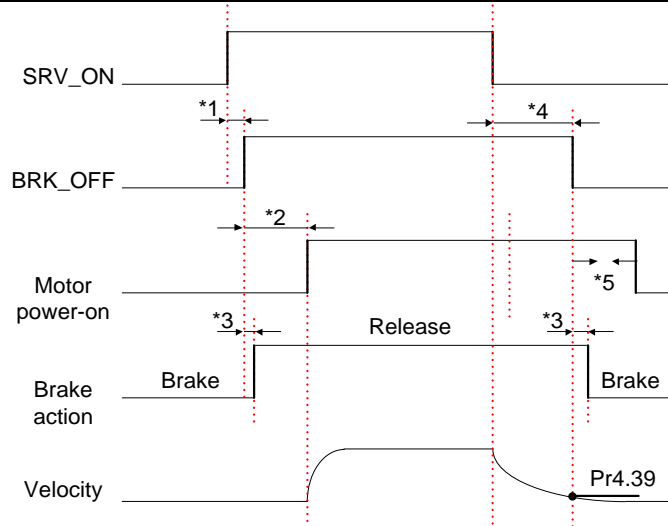 SRV_ON
*1
*4
BRK_OFF
*2
Motor
power-on
*5
*3
Release
*3
Brake
Brake
Brake
action
Pr4.39
Velocity